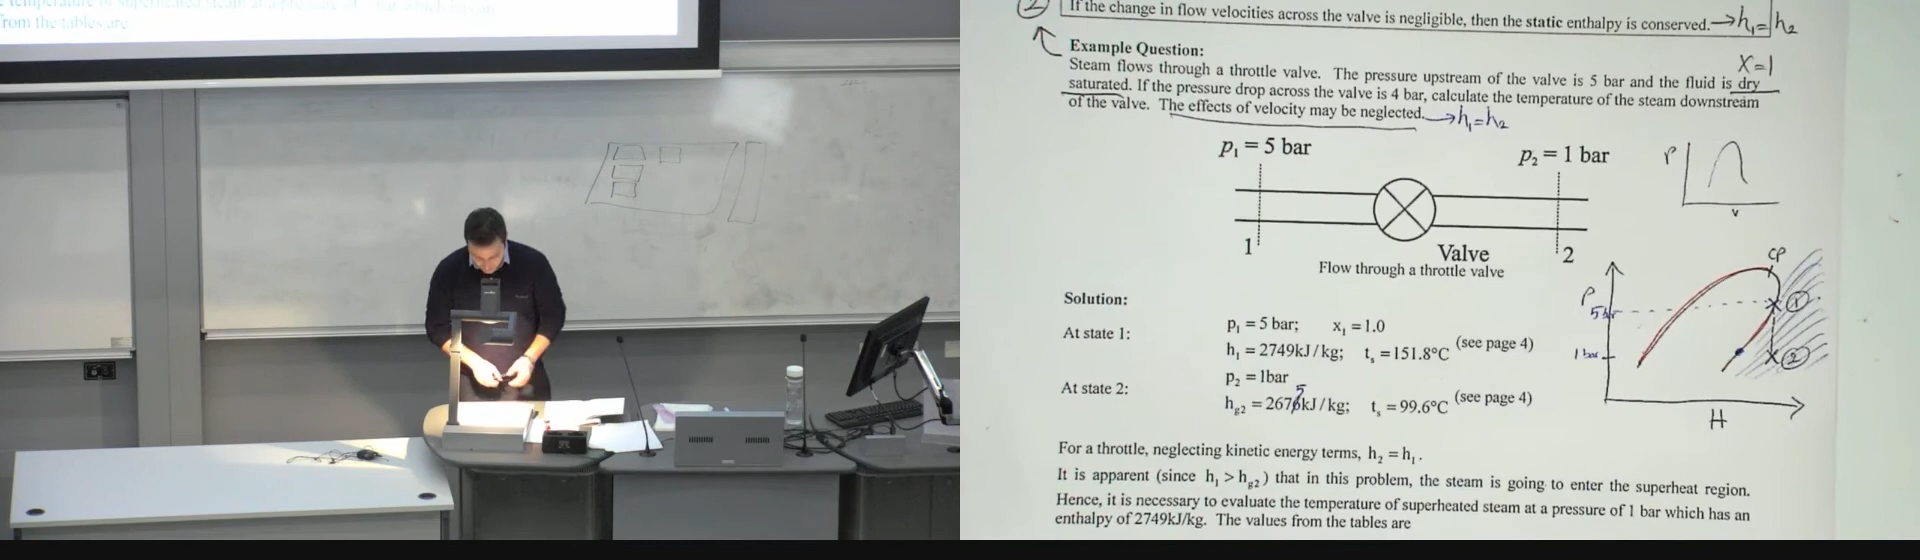 from the tables are
2
If the change in flow velocities across the valve is negligible, then the static enthalpy is conserved. → h₁ = h₂
Example Question:
x=1
Steam flows through a throttle valve. The pressure upstream of the valve is 5 bar and the fluid is dry
saturated. If the pressure drop across the valve is 4 bar, calculate the temperature of the steam downstream
of the valve. The effects of velocity may be neglected. → h₁=h₂
p₁ = 5 bar
p₂ = 1 bar
P
v
1
Valve
2
Flow through a throttle valve
CP
P
5 bar
1
1 bar
2
H
Solution:
At state 1:
p₁ = 5 bar; x₁ = 1.0
h₁ = 2749kJ/kg; tₛ = 151.8°C (see page 4)
At state 2:
p₂ = 1bar
5
h_g2 = 2676kJ/kg; tₛ = 99.6°C (see page 4)
For a throttle, neglecting kinetic energy terms, h₂ = h₁.
It is apparent (since h₁ > h_g2) that in this problem, the steam is going to enter the superheat region.
Hence, it is necessary to evaluate the temperature of superheated steam at a pressure of 1 bar which has an
enthalpy of 2749kJ/kg. The values from the tables are